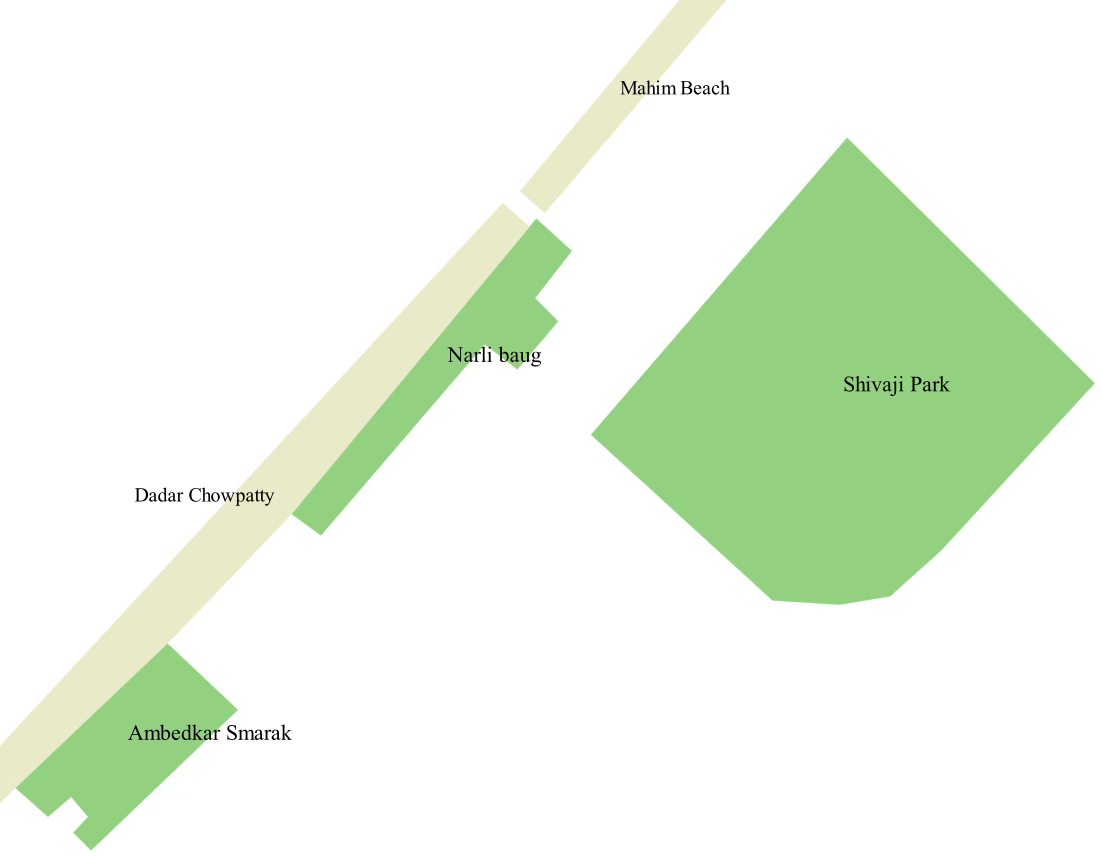 Mahim Beach
Narli baug
Shivaji Park
Dadar Chowpatty
Ambedkar Smarak